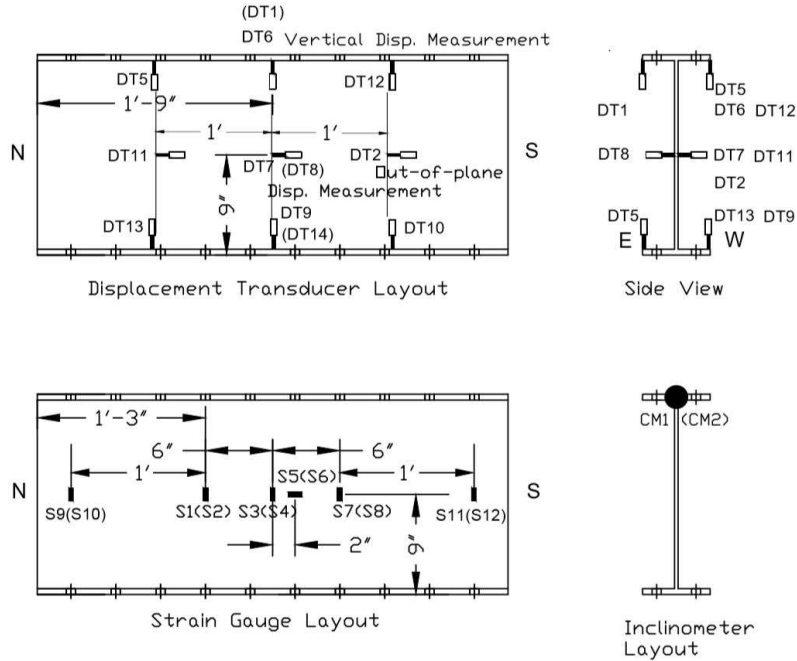 (DT1)
DT6 Vertical Disp. Measurement
DT5 DT12
1'-9"
1' 1'
N DT11 DT7 (DT8) DT2 S
Out-of-plane
Disp. Measurement
9"
DT13 DT9 DT10
(DT14)
Displacement Transducer Layout
DT5
DT1 DT6 DT12
DT8 DT7 DT11
DT2
DT5 DT13 DT9
E W
Side View
1'-3"
6" 6"
1' S5(S6) 1'
N S
S9(S10) S1(S2) S3(S4) S7(S8) S11(S12)
2" 9"
Strain Gauge Layout
CM1 (CM2)
Inclinometer
Layout